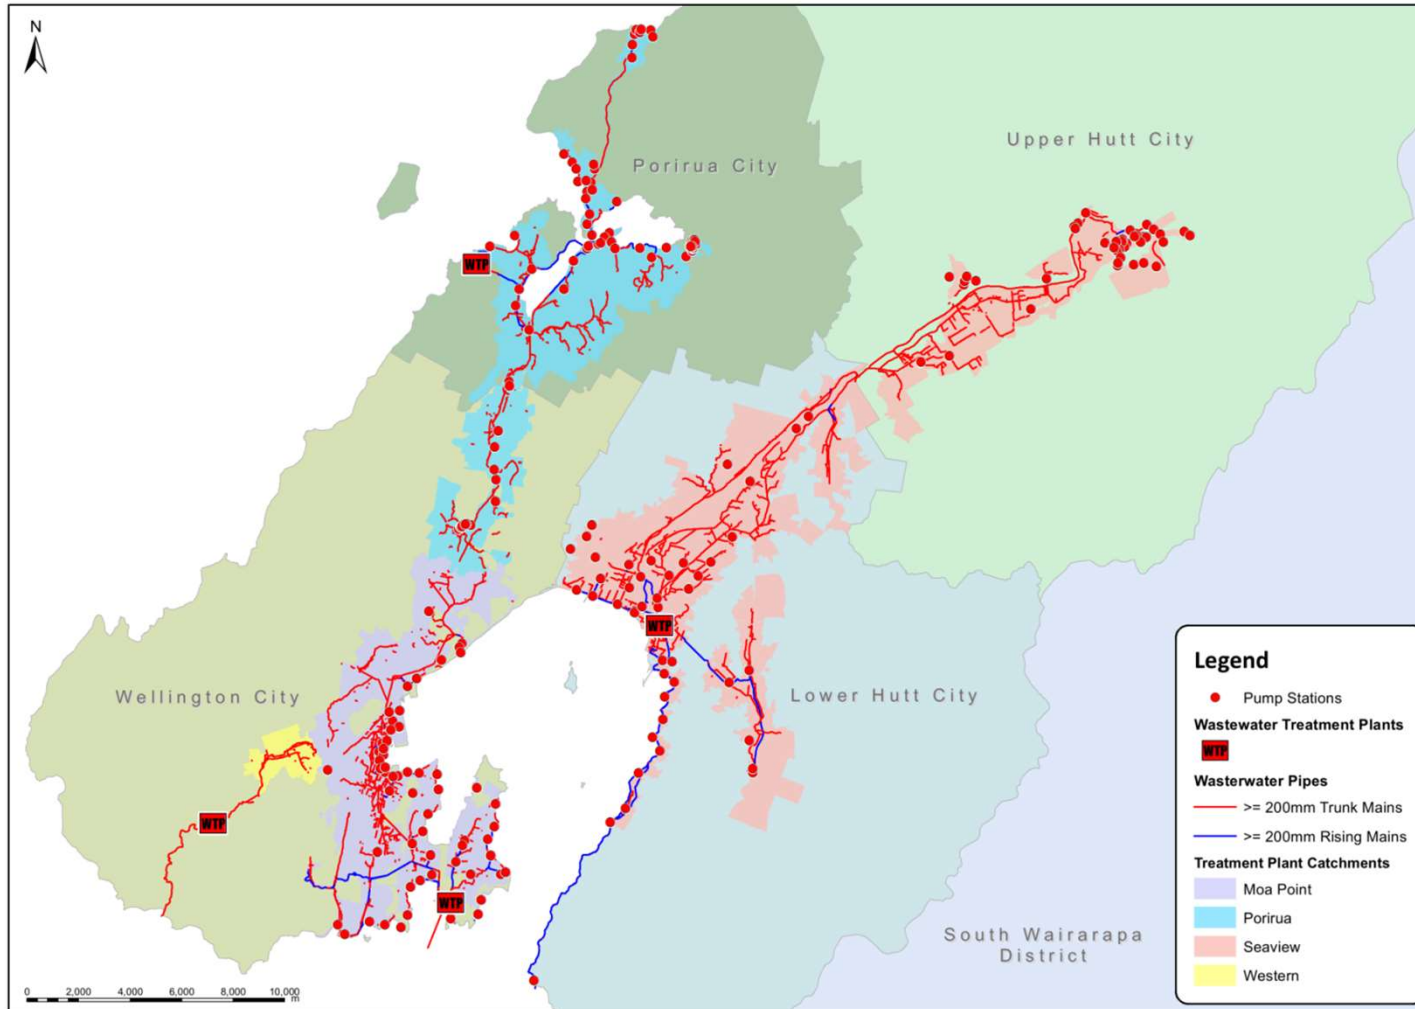 N
Porirua City
Upper Hutt City
WTP
WTP
Wellington City
Lower Hutt City
WTP
WTP
South Wairarapa
District
0 2,000 4,000 6,000 8,000 10,000
m
Legend
Pump Stations
Wastewater Treatment Plants
WTP
Wasterwater Pipes
>= 200mm Trunk Mains
>= 200mm Rising Mains
Treatment Plant Catchments
Moa Point
Porirua
Seaview
Western